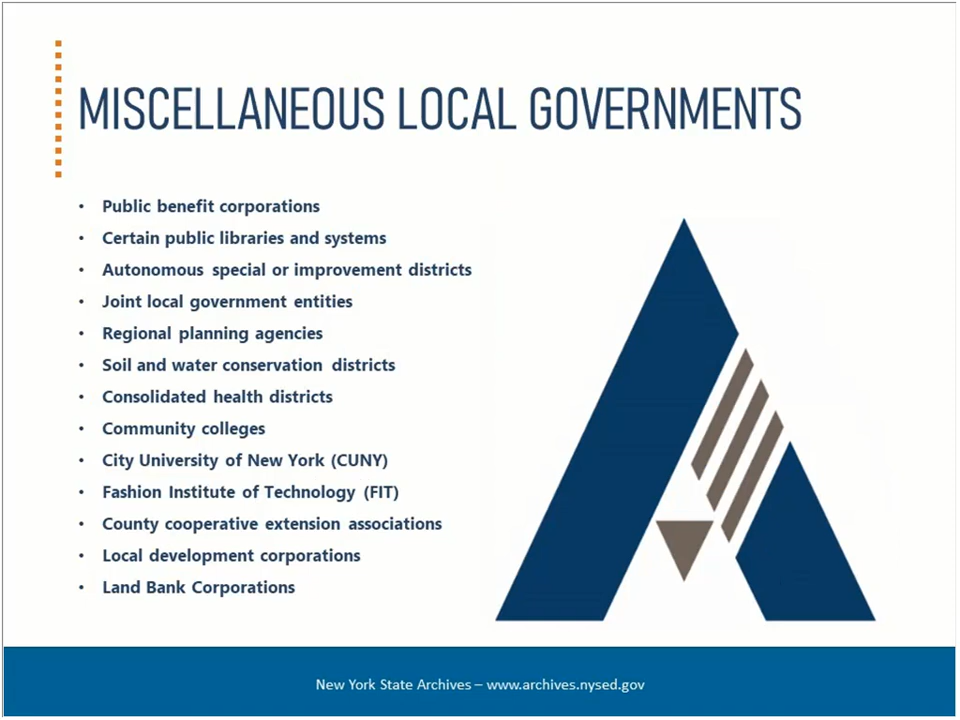 MISCELLANEOUS LOCAL GOVERNMENTS
• Public benefit corporations
• Certain public libraries and systems
• Autonomous special or improvement districts
• Joint local government entities
• Regional planning agencies
• Soil and water conservation districts
• Consolidated health districts
• Community colleges
• City University of New York (CUNY)
• Fashion Institute of Technology (FIT)
• County cooperative extension associations
• Local development corporations
• Land Bank Corporations
New York State Archives – www.archives.nysed.gov